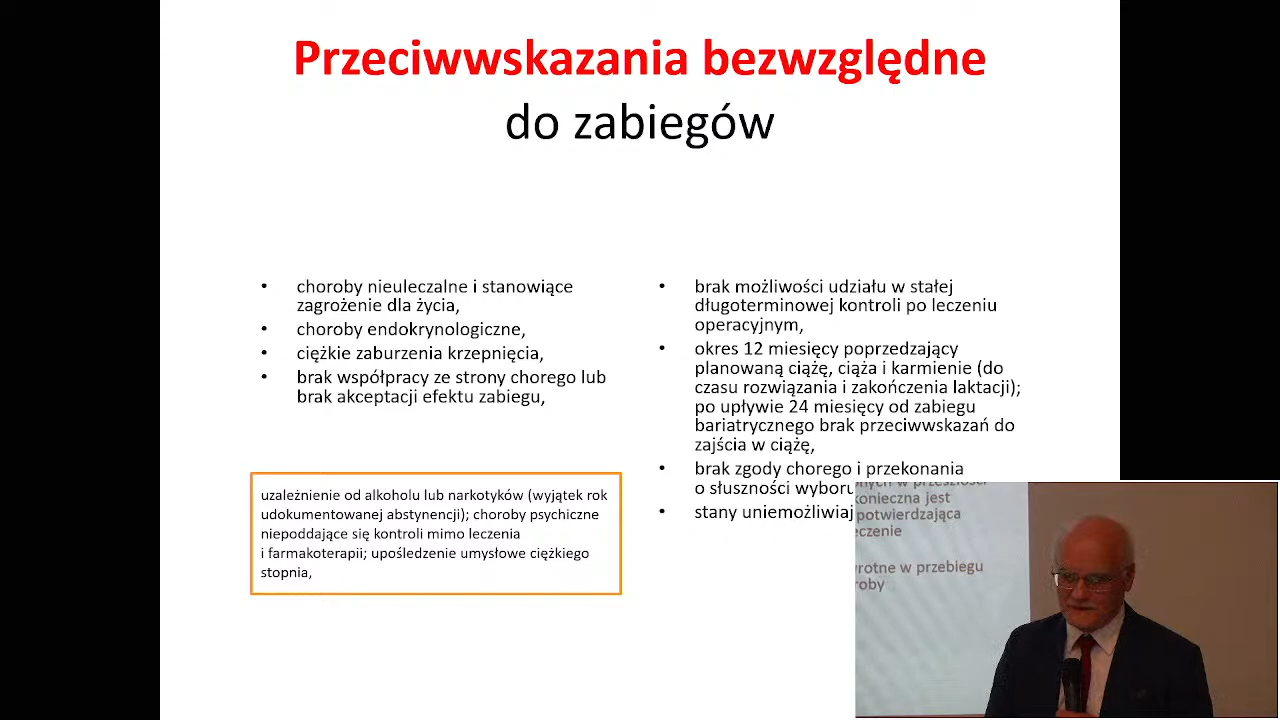 Przeciwwskazania bezwzględne
do zabiegów
• choroby nieuleczalne i stanowiące
zagrożenie dla życia,
• choroby endokrynologiczne,
• ciężkie zaburzenia krzepnięcia,
• brak współpracy ze strony chorego lub
brak akceptacji efektu zabiegu,
uzależnienie od alkoholu lub narkotyków (wyjątek rok
udokumentowanej abstynencji); choroby psychiczne
niepoddające się kontroli mimo leczenia
i farmakoterapii; upośledzenie umysłowe ciężkiego
stopnia,
• brak możliwości udziału w stałej
długoterminowej kontroli po leczeniu
operacyjnym,
• okres 12 miesięcy poprzedzający
planowaną ciążę, ciąża i karmienie (do
czasu rozwiązania i zakończenia laktacji);
po upływie 24 miesięcy od zabiegu
bariatrycznego brak przeciwwskazań do
zajścia w ciążę,
• brak zgody chorego i przekonania
o słuszności wyboru
• stany uniemożliwiaj
konieczna jest
potwierdzająca
eczenie
wrotne w przebiegu
roby